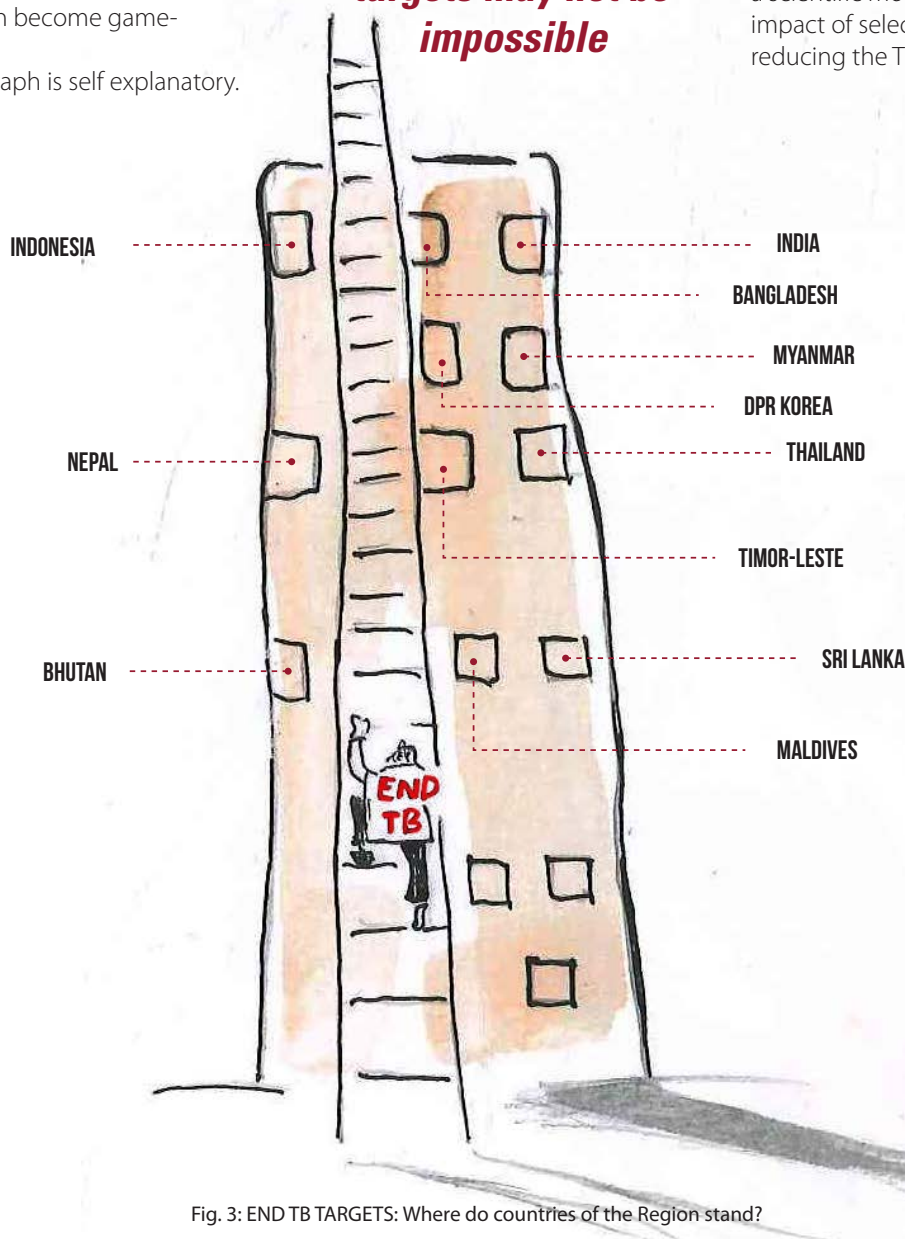 become game-
is self explanatory.
impossible
impact of selec
reducing the T
INDONESIA
INDIA
BANGLADESH
MYANMAR
DPR KOREA
NEPAL
THAILAND
TIMOR-LESTE
BHUTAN
SRI LANKA
MALDIVES
END
TB
Fig. 3: END TB TARGETS: Where do countries of the Region stand?